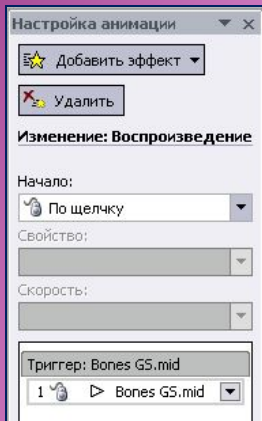 Настройка анимации
Добавить эффект
Удалить
Изменение: Воспроизведение
Начало:
По щелчку
Свойство:
Скорость:
Триггер: Bones GS.mid
1 Bones GS.mid